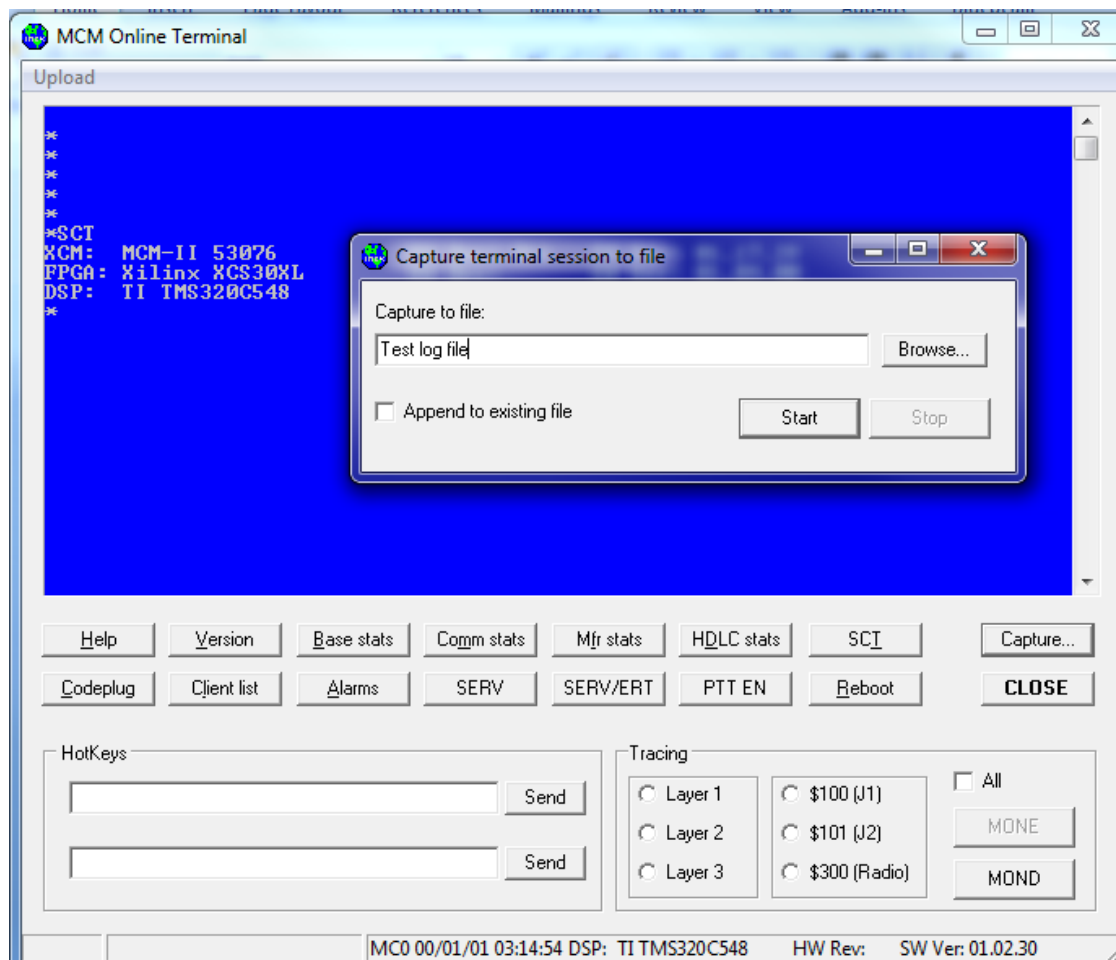 MCM Online Terminal
Upload
*
*
*
*
*
*SCT
XCM: MCM-II 53076
FPGA: Xilinx XCS30XL
DSP: TI TMS320C548
*
Capture terminal session to file
Capture to file:
Test log file
Browse...
Append to existing file
Start
Stop
Help
Version
Base stats
Comm stats
Mfr stats
HDLC stats
SCT
Capture...
Codeplug
Client list
Alarms
SERV
SERV/ERT
PTT EN
Reboot
CLOSE
HotKeys
Send
Send
Tracing
Layer 1
Layer 2
Layer 3
$100 (J1)
$101 (J2)
$300 (Radio)
All
MONE
MOND
MC0 00/01/01 03:14:54 DSP: TI TMS320C548 HW Rev: SW Ver: 01.02.30